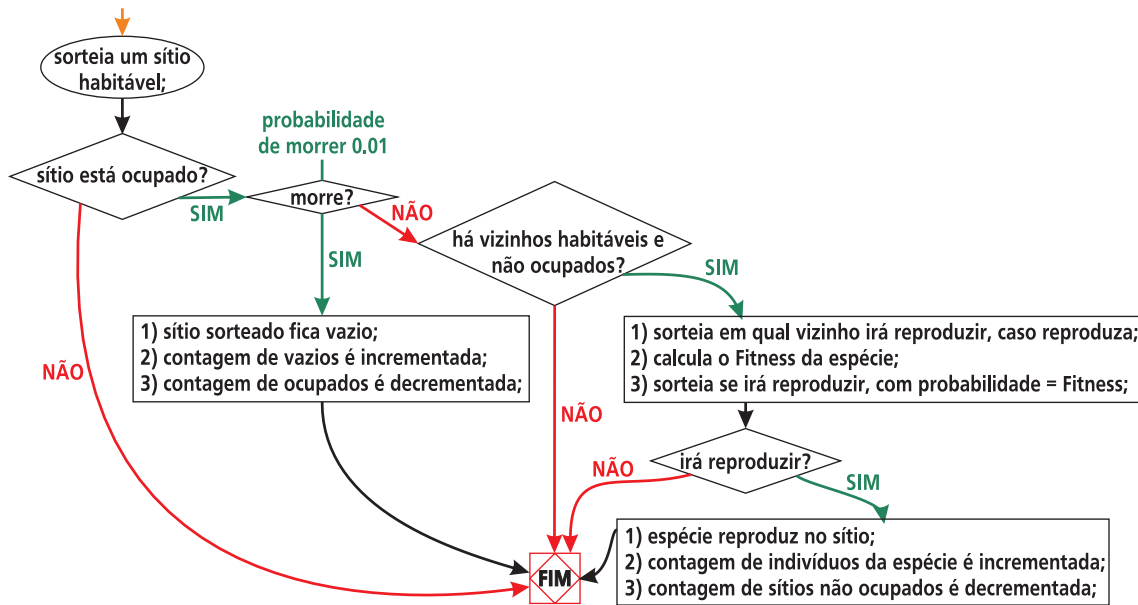 sorteia um sítio
habitável;
probabilidade
de morrer 0.01
sítio está ocupado?
SIM
morre?
NÃO
há vizinhos habitáveis e
não ocupados?
SIM
SIM
NÃO
1) sítio sorteado fica vazio;
2) contagem de vazios é incrementada;
3) contagem de ocupados é decrementada;
1) sorteia em qual vizinho irá reproduzir, caso reproduza;
2) calcula o Fitness da espécie;
3) sorteia se irá reproduzir, com probabilidade = Fitness;
NÃO
irá reproduzir?
NÃO
SIM
1) espécie reproduz no sítio;
2) contagem de indivíduos da espécie é incrementada;
3) contagem de sítios não ocupados é decrementada;
FIM